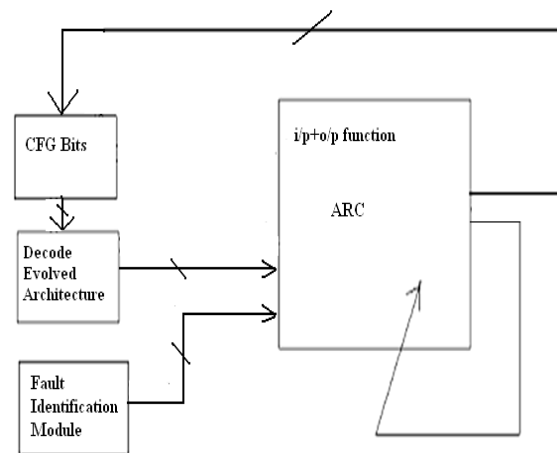 i/p+o/p function
ARC
CFG Bits
Decode
Evolved
Architecture
Fault
Identification
Module